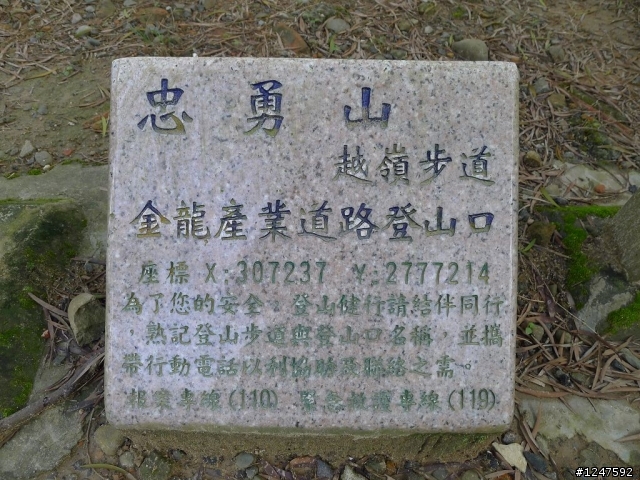 忠勇山
越嶺步道
金龍產業道路登山口
座標 X:307237 Y:2777214
為了您的安全，登山健行請結伴同行
，熟記登山步道與登山口名稱，並攜
帶行動電話以利協助及聯絡之需。
報案專線(110) 緊急救護專線(119)
#1247592